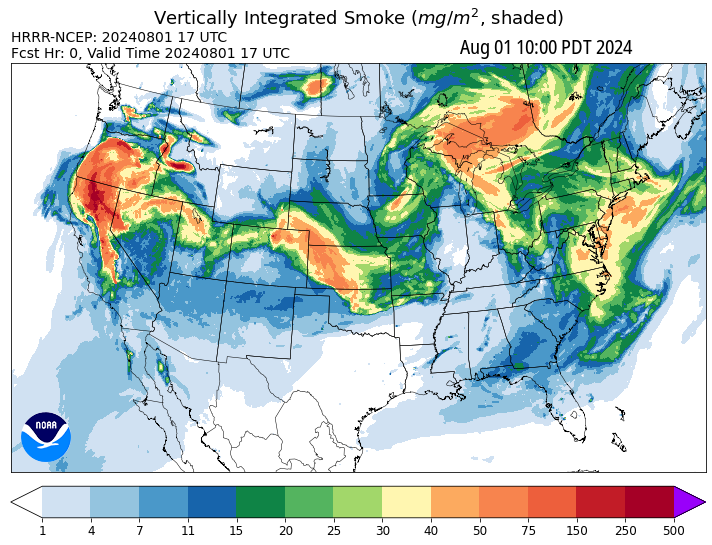 Vertically Integrated Smoke (mg/m², shaded)
HRRR-NCEP: 20240801 17 UTC
Fcst Hr: 0, Valid Time 20240801 17 UTC
Aug 01 10:00 PDT 2024
NOAA
1 4 7 11 15 20 25 30 40 50 75 150 250 500